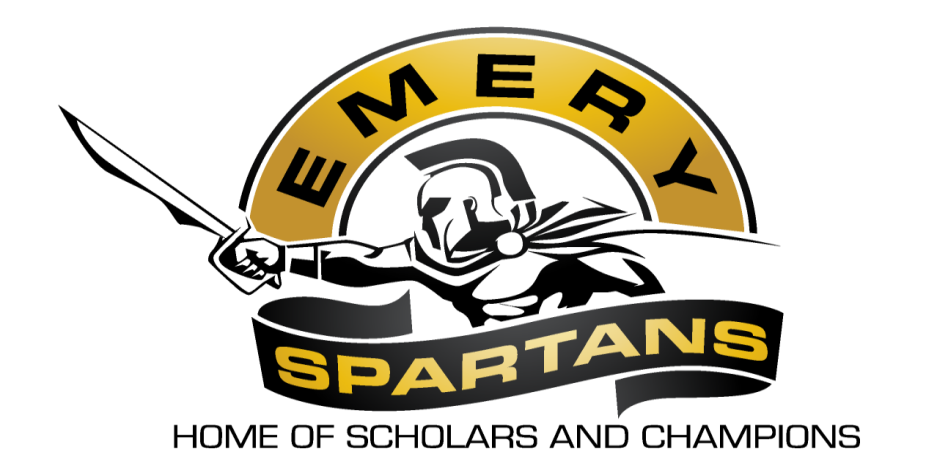 EMERY
SPARTANS
HOME OF SCHOLARS AND CHAMPIONS